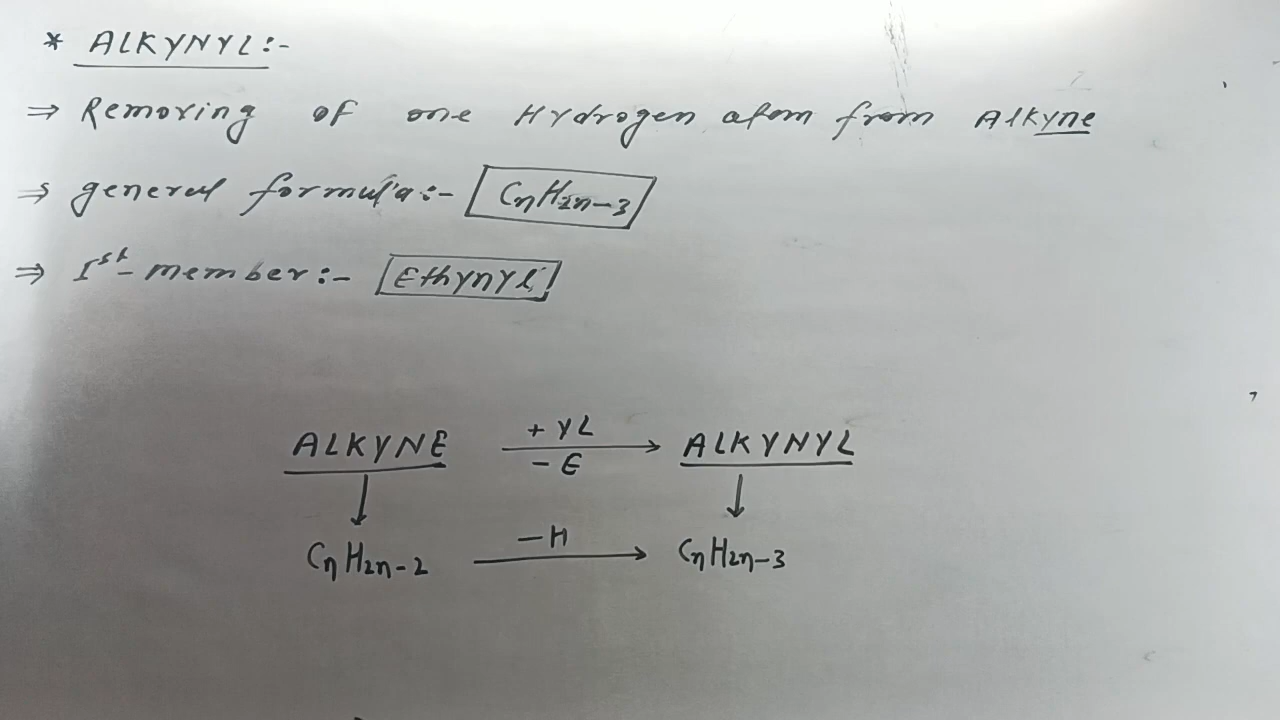 * ALKYNYL:-
⇒ Removing of one Hydrogen atom from Alkyne
⇒ general formula:- CnH2n-3
⇒ Ist- member:- Ethynyl
ALKYNE + YL - E → ALKYNYL
↓ ↓
CnH2n-2 -H → CnH2n-3